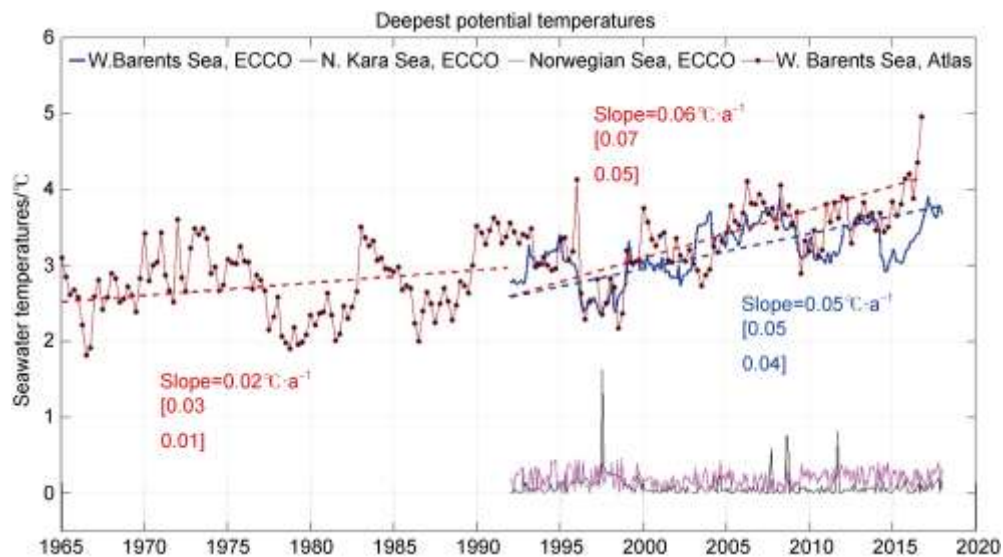 Deepest potential temperatures
W.Barents Sea, ECCO N. Kara Sea, ECCO Norwegian Sea, ECCO W. Barents Sea, Atlas
Seawater temperatures/℃
6
5
4
3
2
1
0
Slope=0.06℃·a⁻¹
[0.07
0.05]
Slope=0.05℃·a⁻¹
[0.05
0.04]
Slope=0.02℃·a⁻¹
[0.03
0.01]
1965 1970 1975 1980 1985 1990 1995 2000 2005 2010 2015 2020